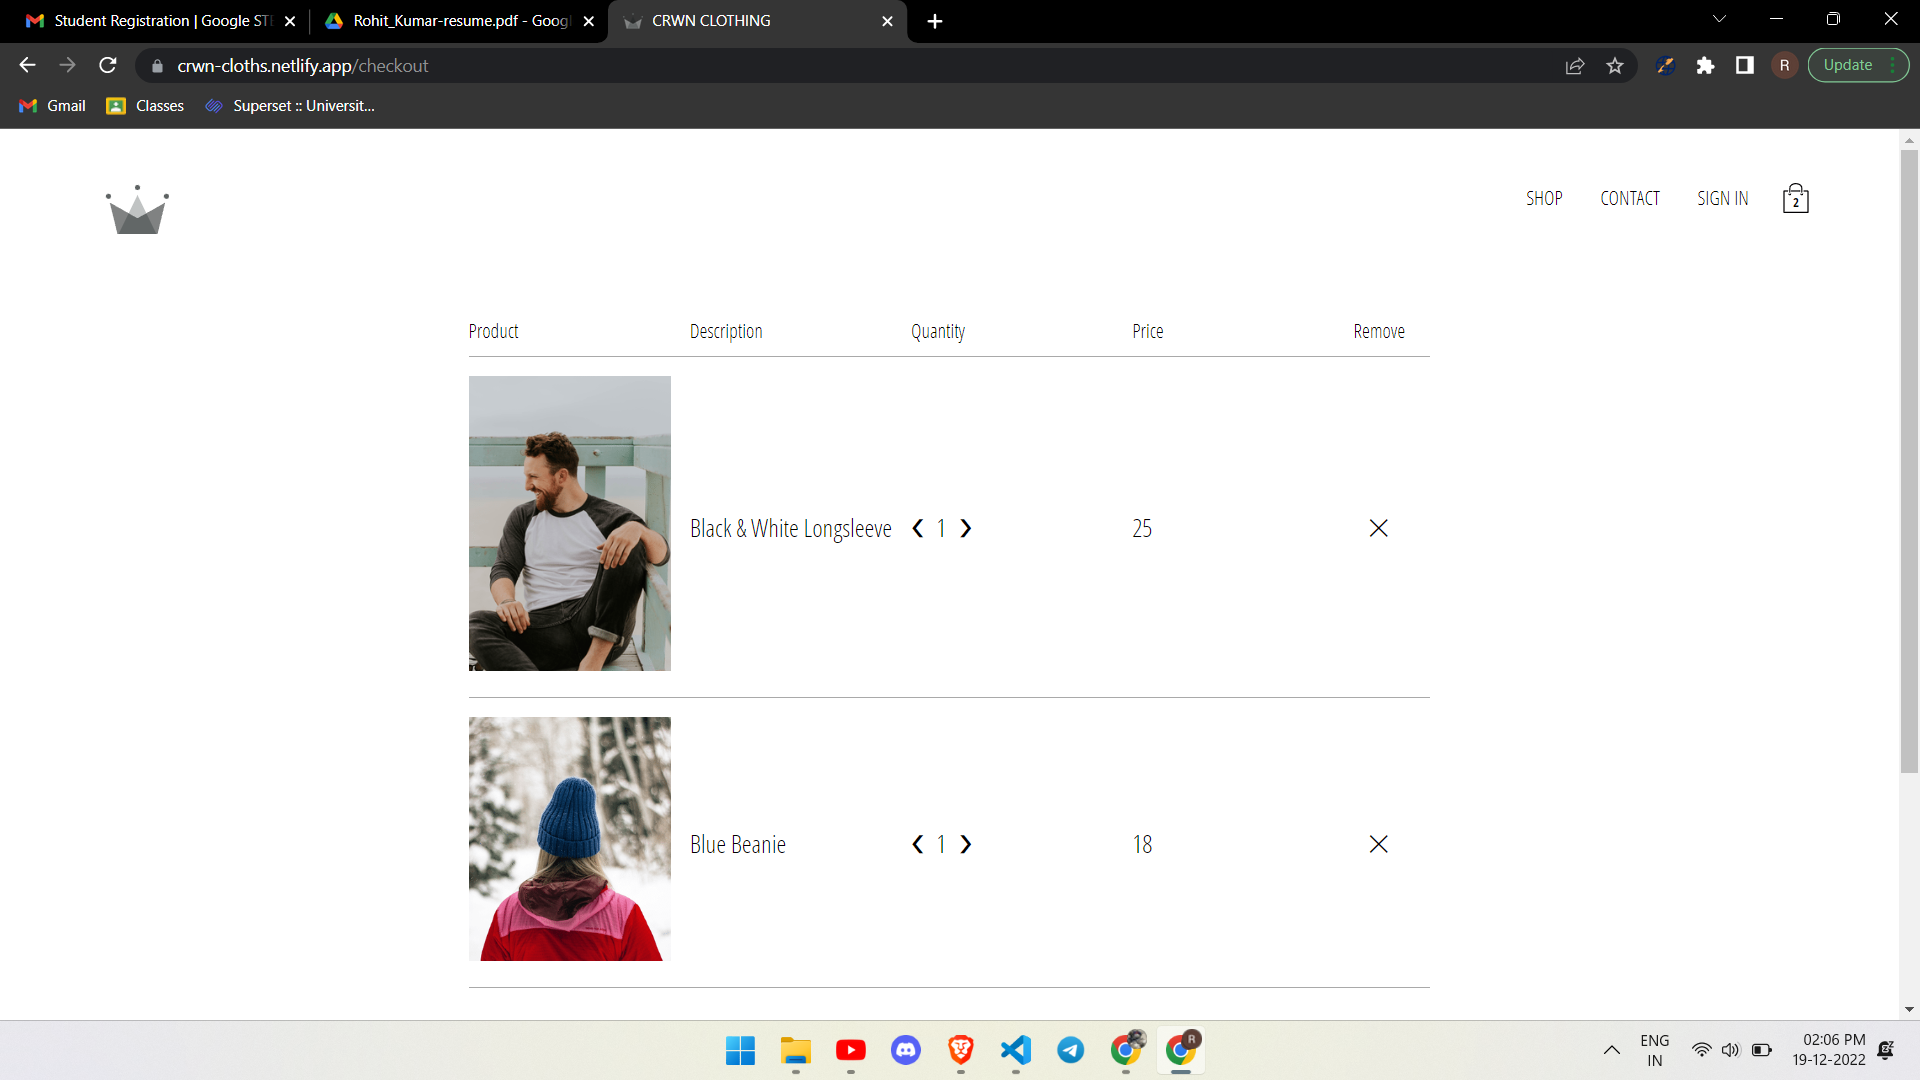 Student Registration | Google STE
Rohit_Kumar-resume.pdf - Goog
CRWN CLOTHING
crwn-cloths.netlify.app/checkout
R
Update
Gmail
Classes
Superset :: Universit...
SHOP
CONTACT
SIGN IN
2
Product
Description
Quantity
Price
Remove
Black & White Longsleeve
1
25
Blue Beanie
1
18
R
ENG
IN
02:06 PM
19-12-2022